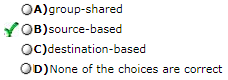 A)group-shared
B)source-based
C)destination-based
D)None of the choices are correct